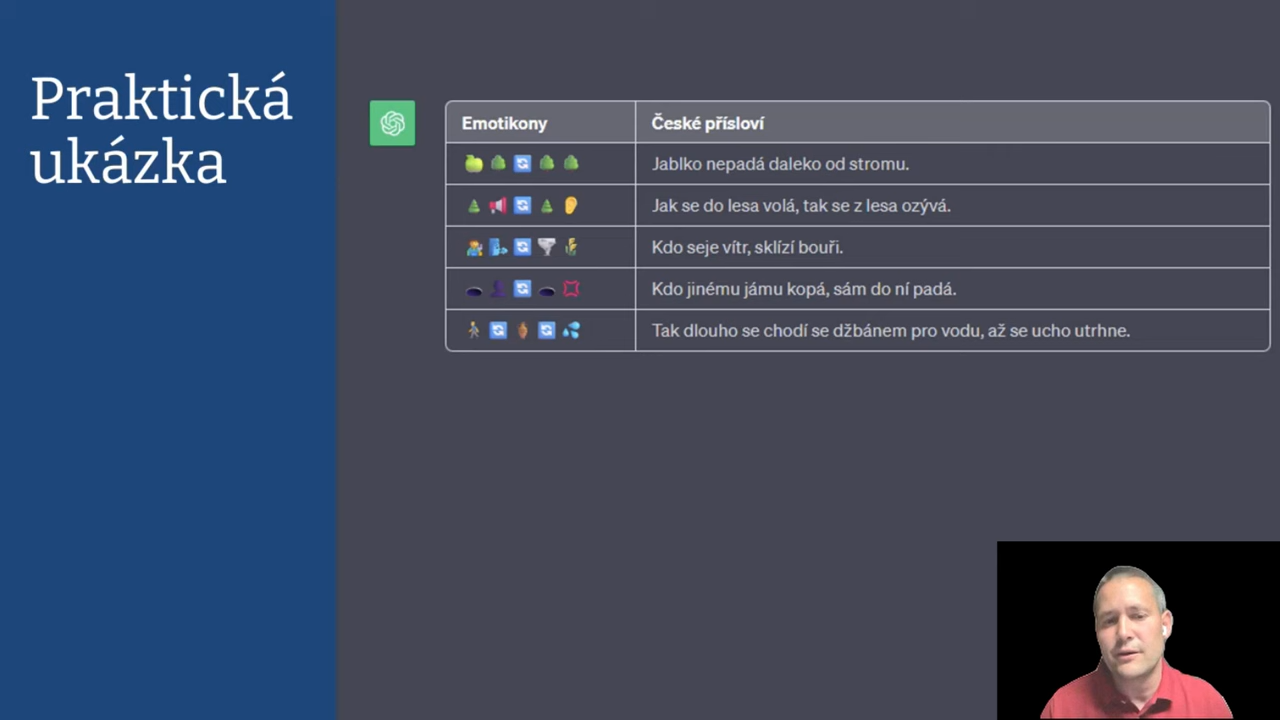 Praktická
ukázka
Emotikony České přísloví
Jablko nepadá daleko od stromu.
Jak se do lesa volá, tak se z lesa ozývá.
Kdo seje vítr, sklízí bouři.
Kdo jinému jámu kopá, sám do ní padá.
Tak dlouho se chodí se džbánem pro vodu, až se ucho utrhne.